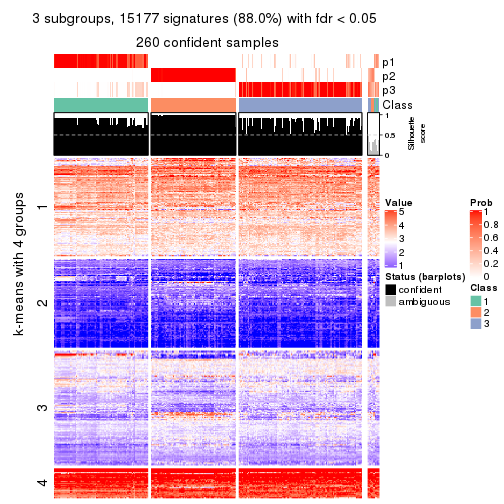 3 subgroups, 15177 signatures (88.0%) with fdr < 0.05
260 confident samples
p1
p2
p3
Class
1
0.5
0
Silhouette
score
k-means with 4 groups
1
2
3
4
Value
5
4
3
2
1
Status (barplots)
confident
ambiguous
Prob
1
0.8
0.6
0.4
0.2
0
Class
1
2
3